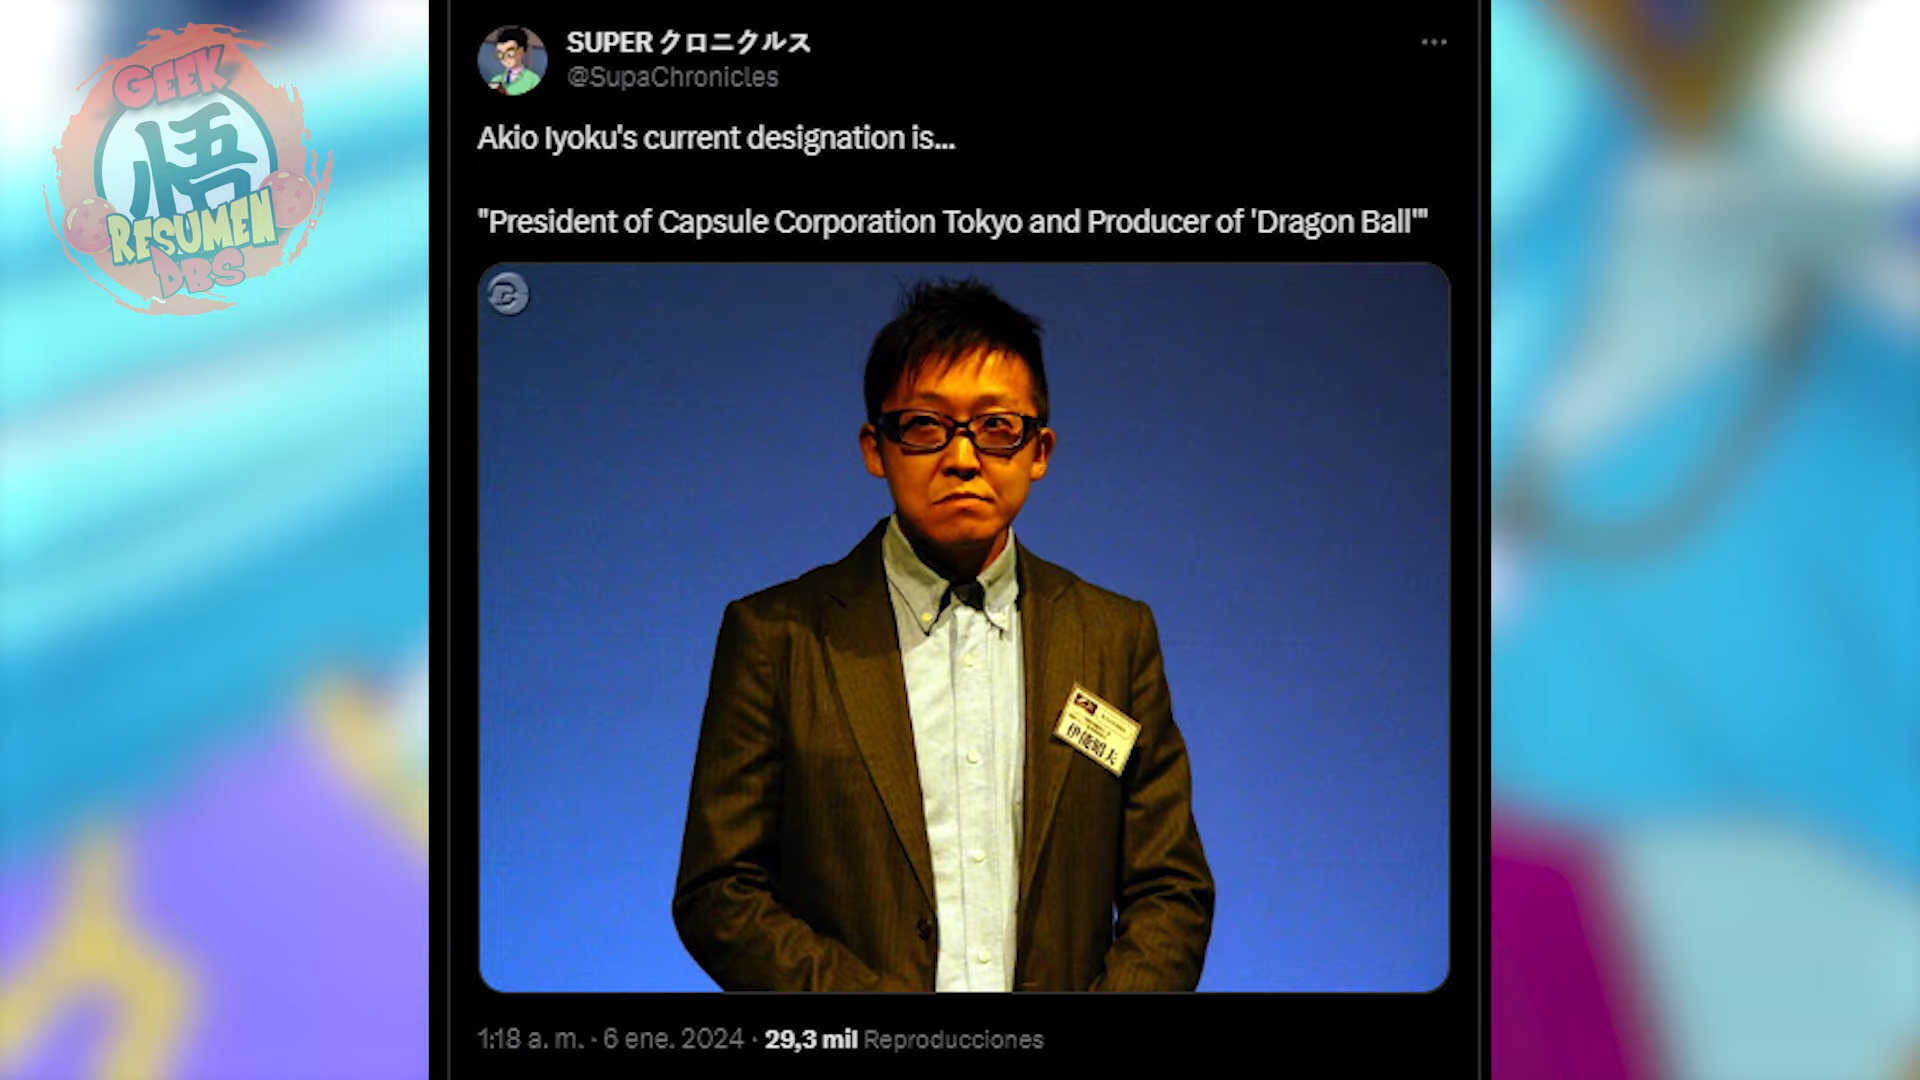 GEEK
悟
RESUMEN
DBS
SUPER クロニクルス
@SupaChronicles
Akio Iyoku's current designation is...
"President of Capsule Corporation Tokyo and Producer of 'Dragon Ball'"
伊能昭夫
1:18 a. m. · 6 ene. 2024 · 29,3 mil Reproducciones